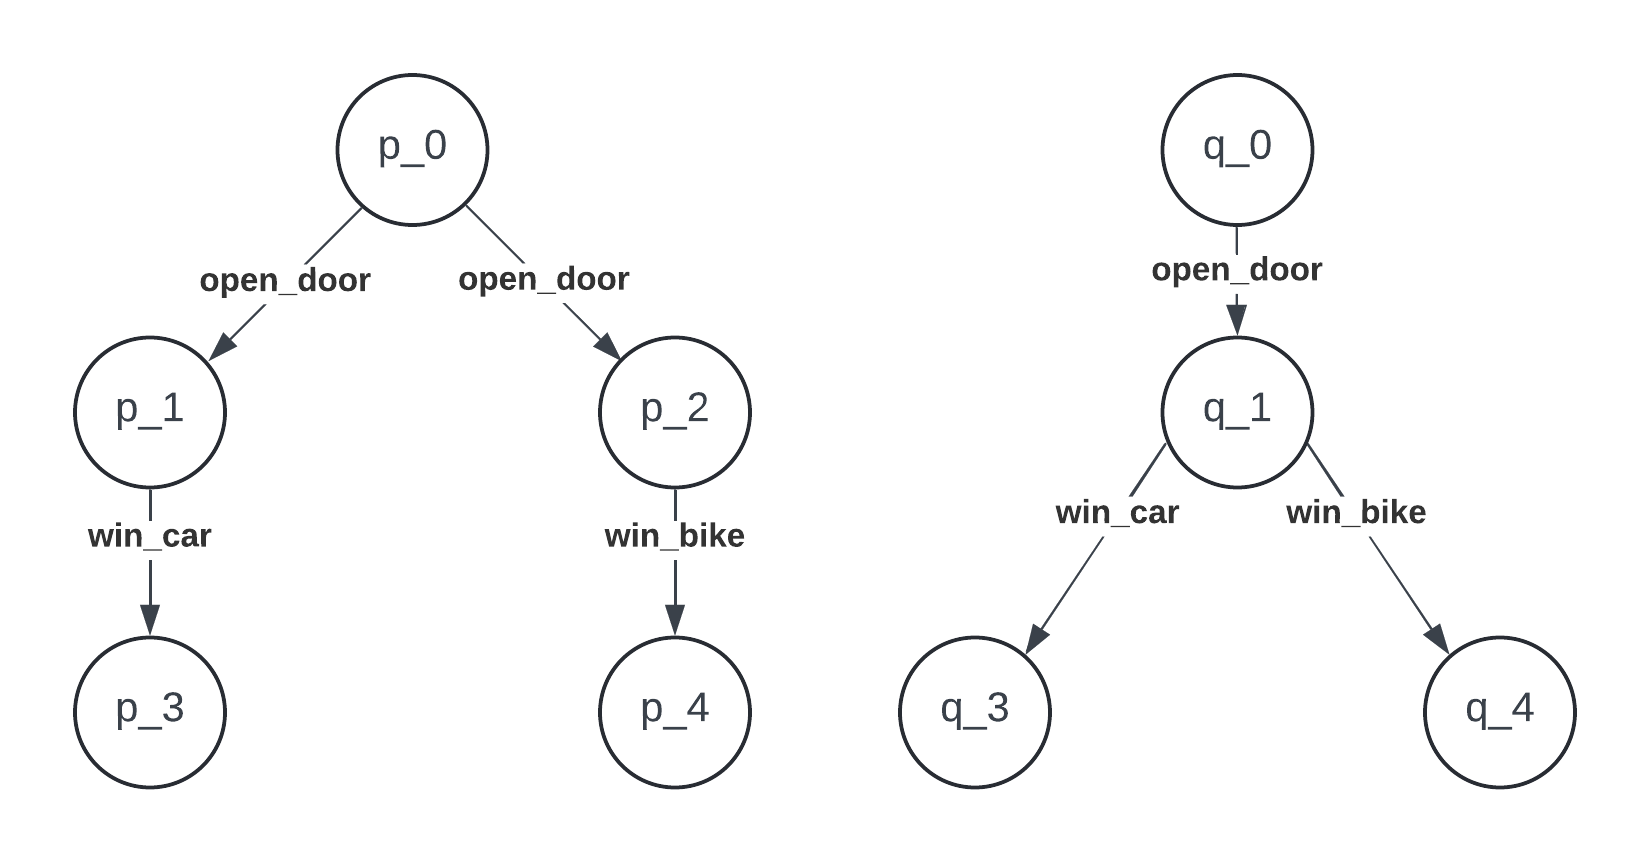 p_0
q_0
open_door
open_door
open_door
p_1
p_2
q_1
win_car
win_bike
win_car
win_bike
p_3
p_4
q_3
q_4